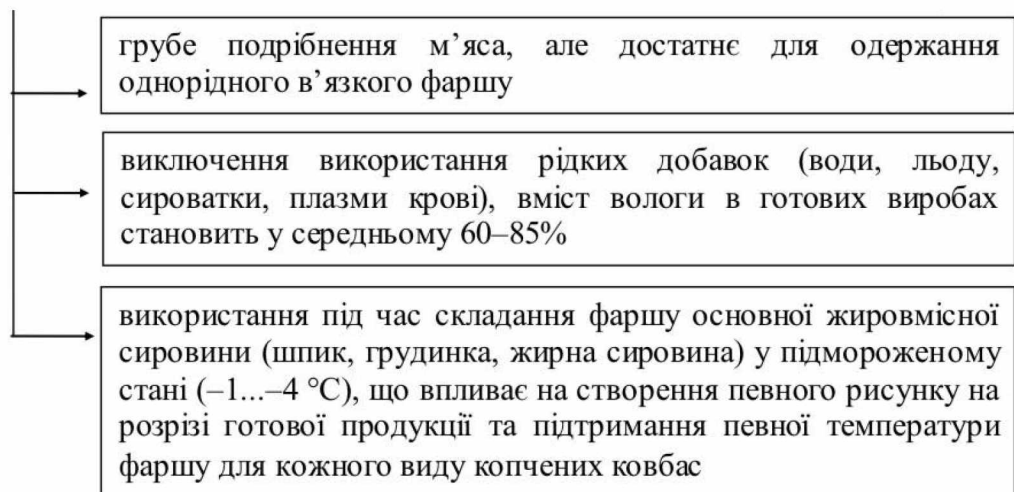 грубе подрібнення м’яса, але достатнє для одержання
однорідного в’язкого фаршу
виключення використання рідких добавок (води, льоду,
сироватки, плазми крові), вміст вологи в готових виробах
становить у середньому 60–85%
використання під час складання фаршу основної жировмісної
сировини (шпик, грудинка, жирна сировина) у підмороженому
стані (–1...–4 °С), що впливає на створення певного рисунку на
розрізі готової продукції та підтримання певної температури
фаршу для кожного виду копчених ковбас